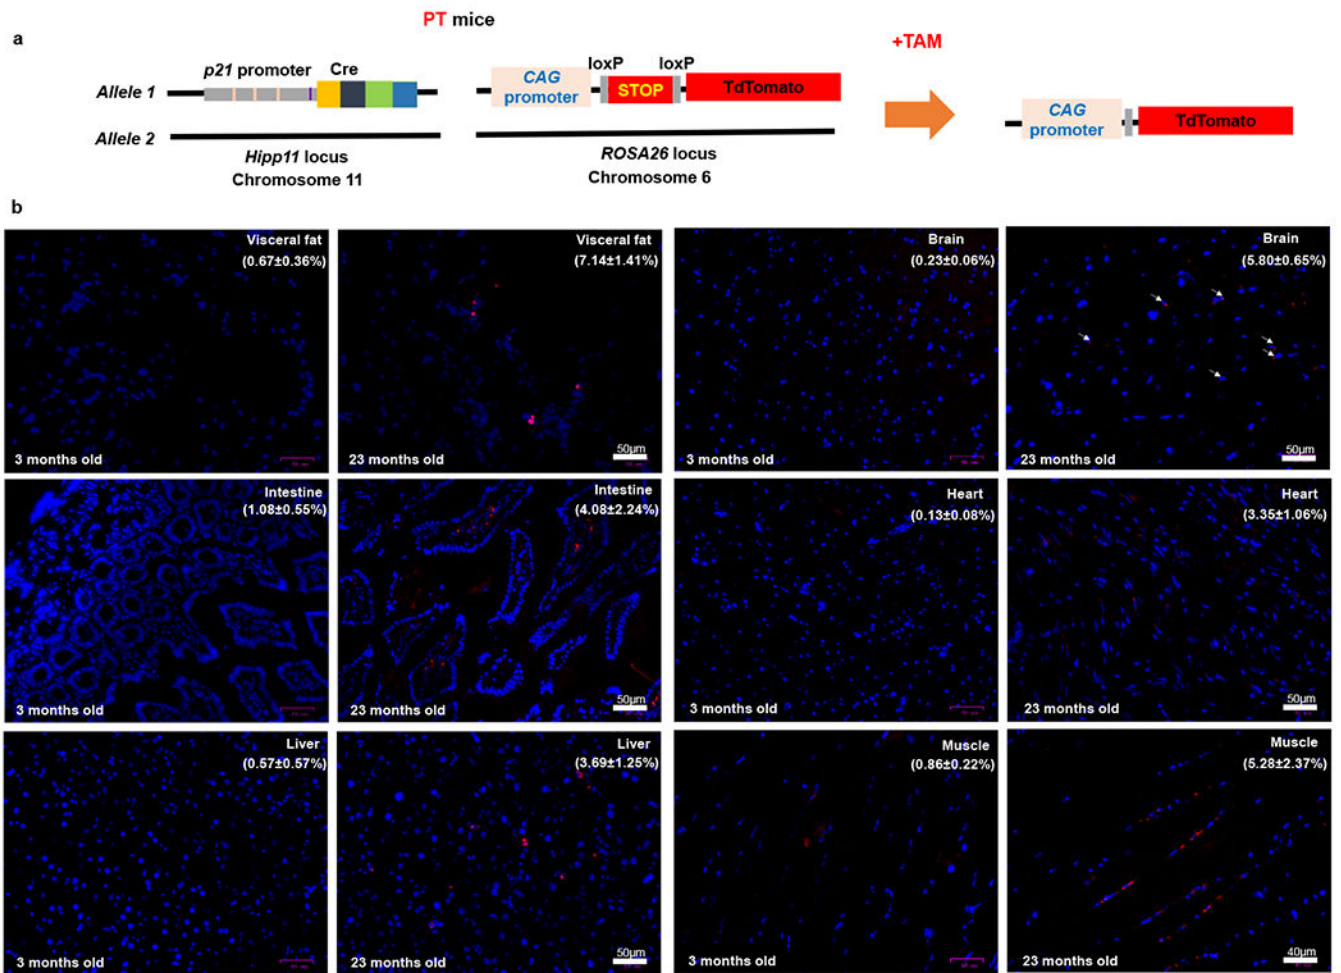 PT mice
a
+TAM
p21 promoter
Cre
loxP
loxP
Allele 1
CAG
promoter
STOP
TdTomato
CAG
promoter
TdTomato
Allele 2
Hipp11 locus
Chromosome 11
ROSA26 locus
Chromosome 6
b
Visceral fat
(0.67±0.36%)
3 months old
Visceral fat
(7.14±1.41%)
50µm
23 months old
Brain
(0.23±0.06%)
3 months old
Brain
(5.80±0.65%)
50µm
23 months old
Intestine
(1.08±0.55%)
3 months old
Intestine
(4.08±2.24%)
50µm
23 months old
Heart
(0.13±0.08%)
3 months old
Heart
(3.35±1.06%)
50µm
23 months old
Liver
(0.57±0.57%)
3 months old
Liver
(3.69±1.25%)
50µm
23 months old
Muscle
(0.86±0.22%)
3 months old
Muscle
(5.28±2.37%)
40µm
23 months old